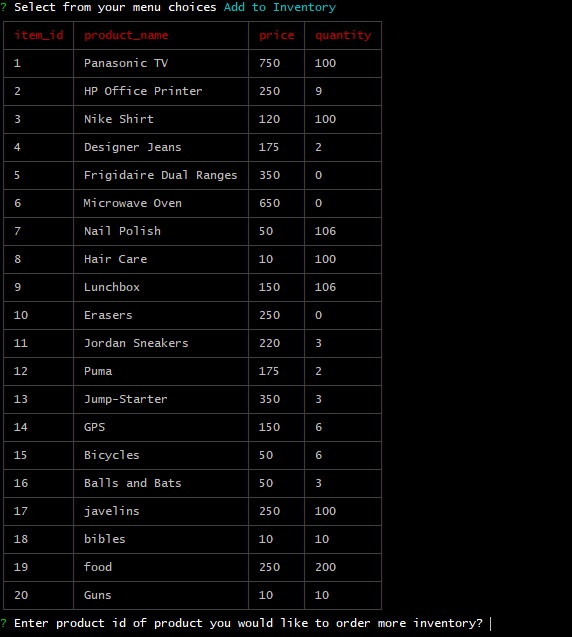 ? Select from your menu choices Add to Inventory
item_id product_name price quantity
1 Panasonic TV 750 100
2 HP Office Printer 250 9
3 Nike Shirt 120 100
4 Designer Jeans 175 2
5 Frigidaire Dual Ranges 350 0
6 Microwave Oven 650 0
7 Nail Polish 50 106
8 Hair Care 10 100
9 Lunchbox 150 106
10 Erasers 250 0
11 Jordan Sneakers 220 3
12 Puma 175 2
13 Jump-Starter 350 3
14 GPS 150 6
15 Bicycles 50 6
16 Balls and Bats 50 3
17 javelins 250 100
18 bibles 10 10
19 food 250 200
20 Guns 10 10
? Enter product id of product you would like to order more inventory?